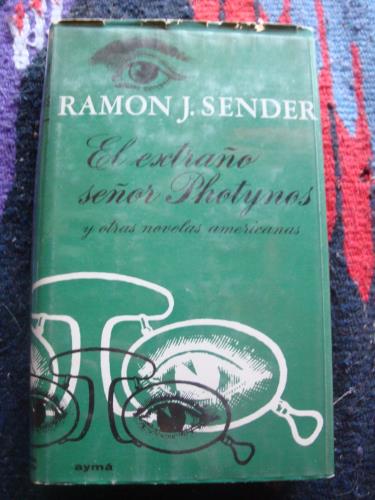 RAMON J. SENDER
El extraño
señor Photynos
y otras novelas americanas
aymá